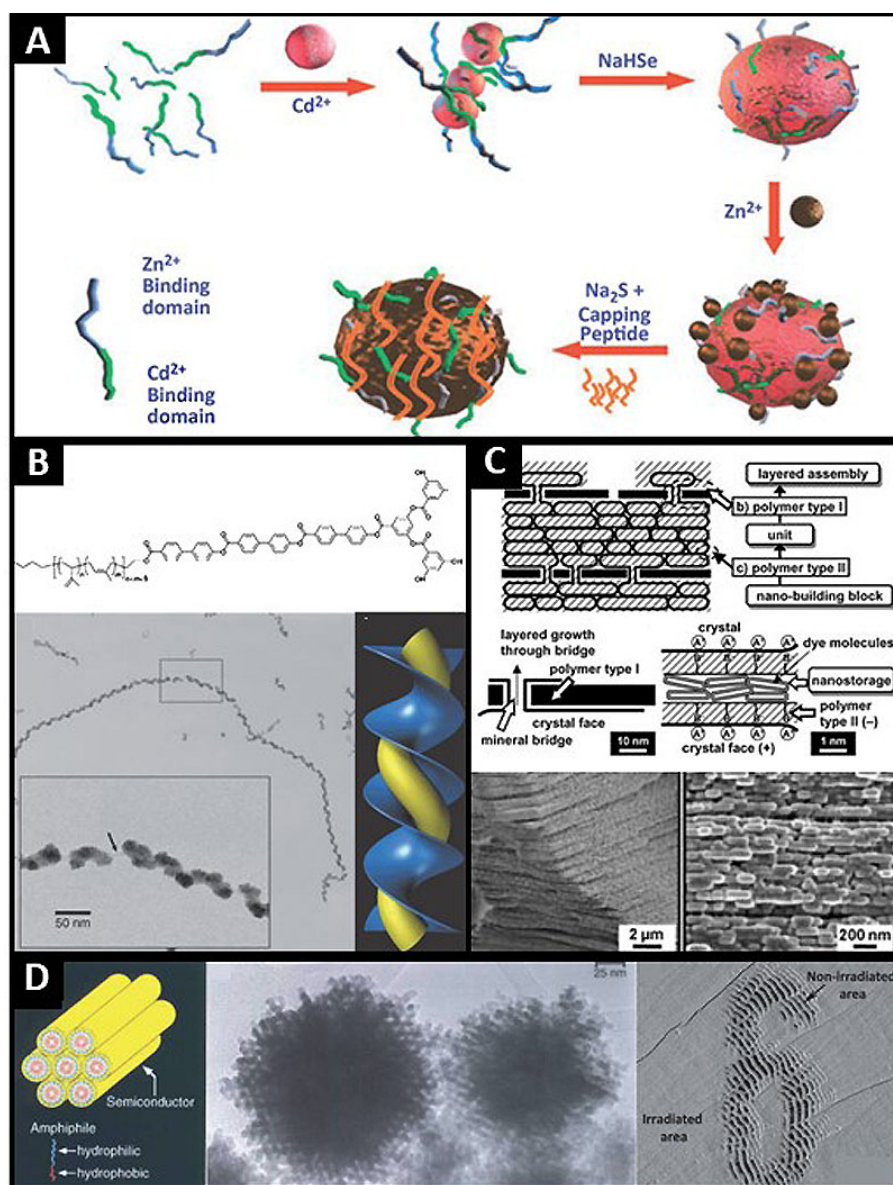 A
Cd2+
NaHSe
Zn2+
Zn2+
Binding
domain
Cd2+
Binding
domain
Na2S +
Capping
Peptide
B
OH
OH
OH
50 nm
C
layered assembly
b) polymer type I
unit
c) polymer type II
nano-building block
layered growth
through bridge
polymer type I
mineral bridge
crystal face
10 nm
crystal
A+ A+ A+ A+
dye molecules
nanostorage
polymer
type II (–)
A+ A+ A+ A+
crystal face (+)
1 nm
2 µm
200 nm
D
Semiconductor
Amphiphile
hydrophilic
hydrophobic
25 nm
Non-irradiated
area
Irradiated
area